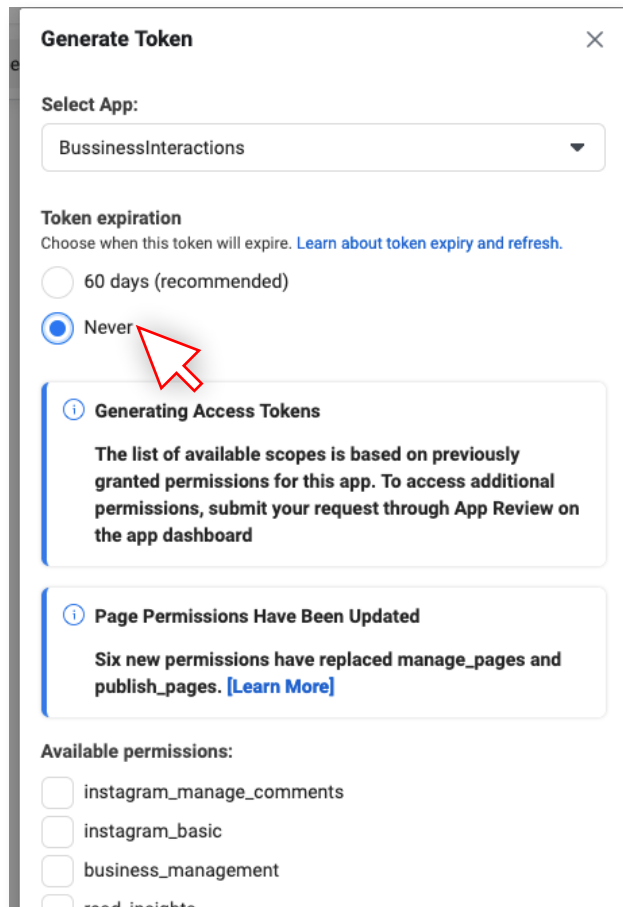 Generate Token
Select App:
BussinessInteractions
Token expiration
Choose when this token will expire. Learn about token expiry and refresh.
60 days (recommended)
Never
Generating Access Tokens
The list of available scopes is based on previously
granted permissions for this app. To access additional
permissions, submit your request through App Review on
the app dashboard
Page Permissions Have Been Updated
Six new permissions have replaced manage_pages and
publish_pages. [Learn More]
Available permissions:
instagram_manage_comments
instagram_basic
business_management
read_insights